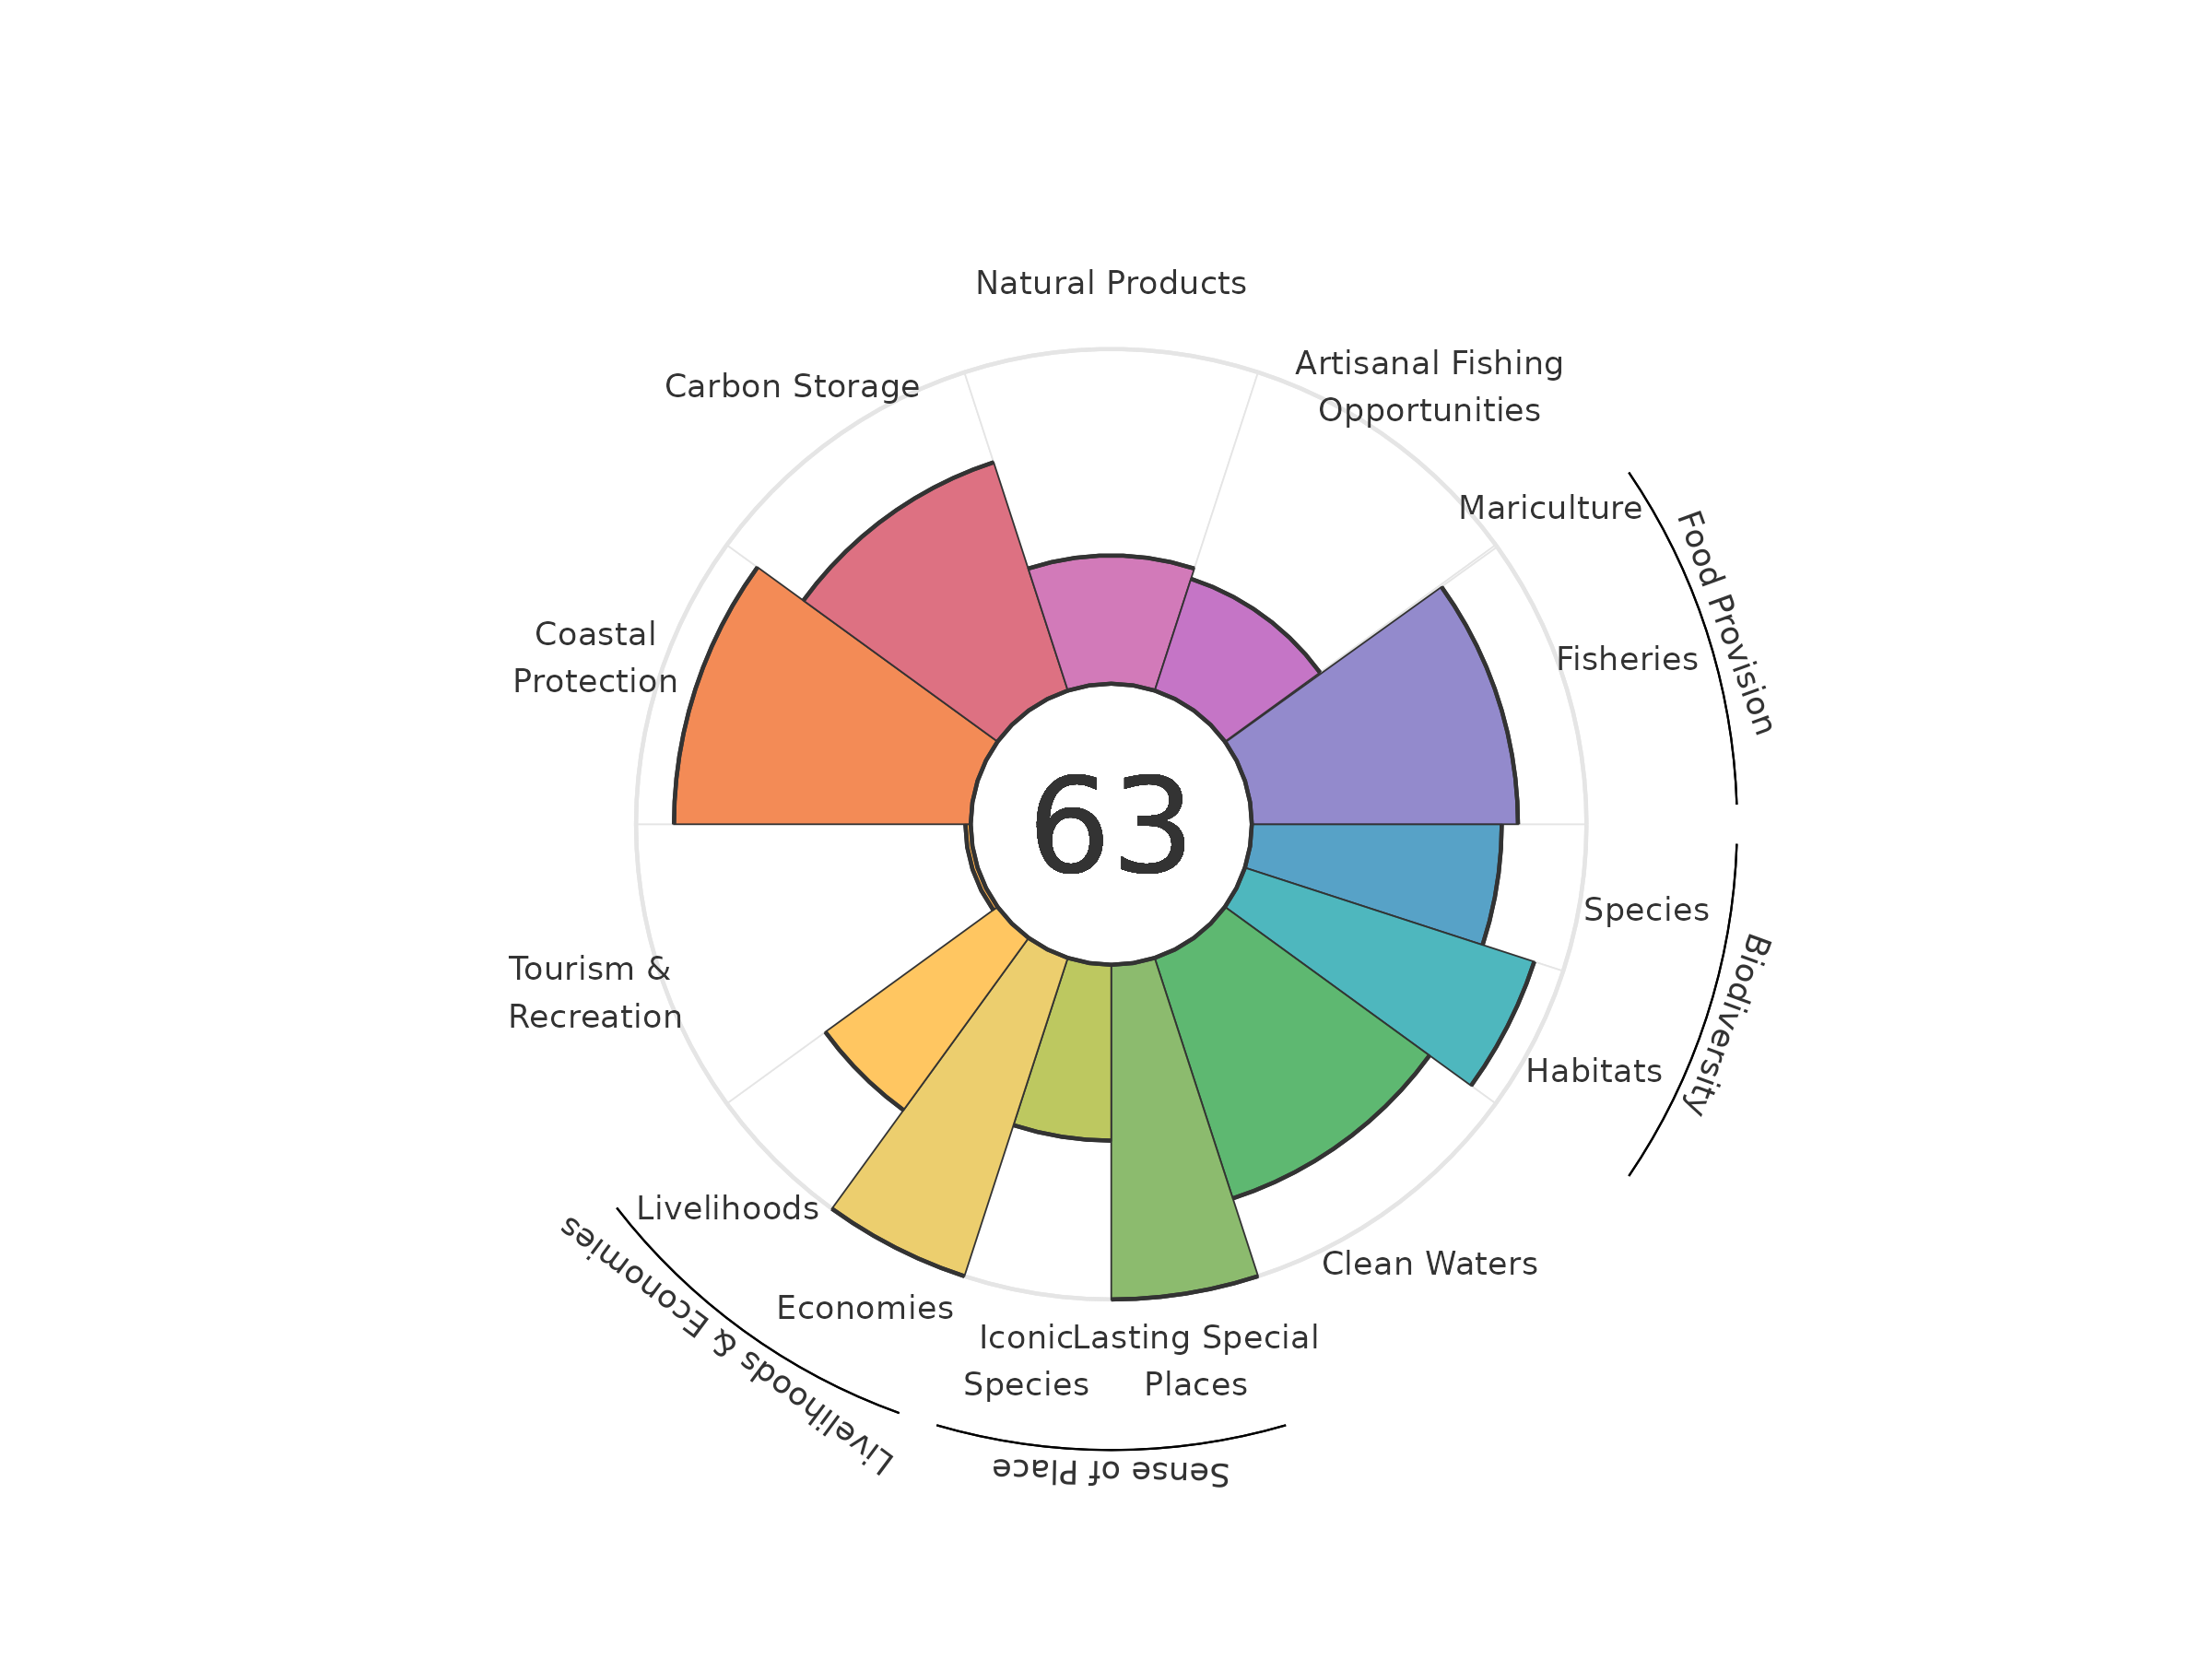 Natural Products
Carbon Storage
Artisanal Fishing
Opportunities
Mariculture
Food Provision
Fisheries
Coastal
Protection
63
Species
Biodiversity
Habitats
Tourism &
Recreation
Livelihoods
Clean Waters
Economies
Livelihoods & Economies
Iconic
Species
Lasting Special
Places
Sense of Place